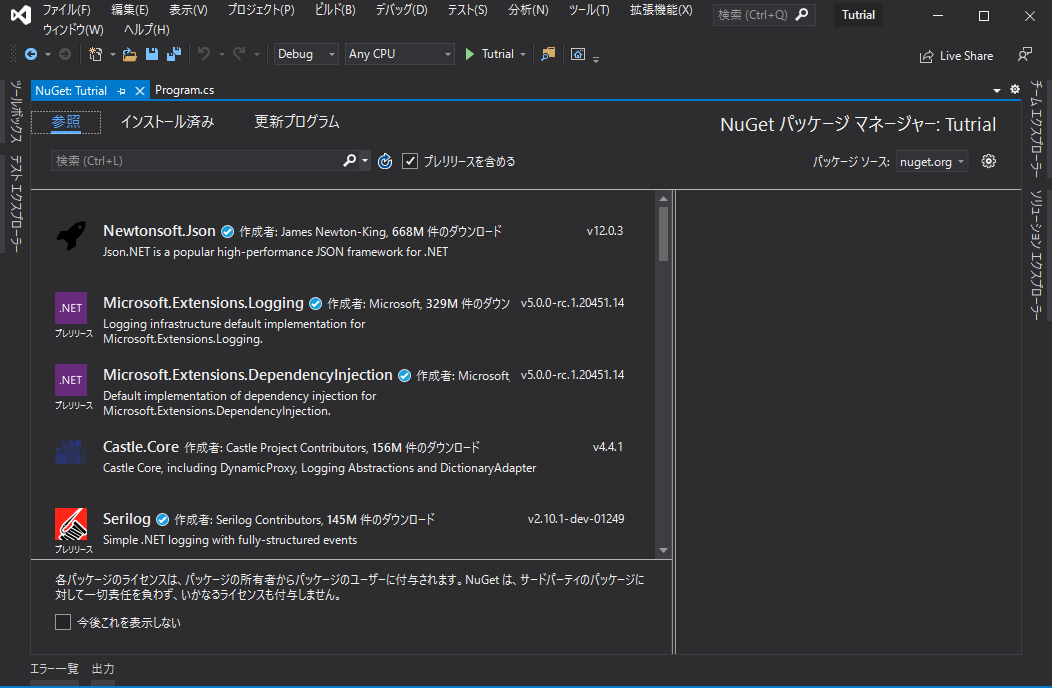 ファイル(F) 編集(E) 表示(V) プロジェクト(P) ビルド(B) デバッグ(D) テスト(S) 分析(N) ツール(T) 拡張機能(X) 検索 (Ctrl+Q) Tutrial
ウィンドウ(W) ヘルプ(H)
Debug Any CPU Tutrial Live Share
ツールボックス
テスト エクスプローラー
NuGet: Tutrial Program.cs
参照 インストール済み 更新プログラム NuGet パッケージ マネージャー: Tutrial
検索 (Ctrl+L) プレリリースを含める パッケージ ソース: nuget.org
Newtonsoft.Json 作成者: James Newton-King, 668M 件のダウンロード v12.0.3
Json.NET is a popular high-performance JSON framework for .NET
.NET
プレリリース
Microsoft.Extensions.Logging 作成者: Microsoft, 329M 件のダウン v5.0.0-rc.1.20451.14
Logging infrastructure default implementation for
Microsoft.Extensions.Logging.
.NET
プレリリース
Microsoft.Extensions.DependencyInjection 作成者: Microsoft, v5.0.0-rc.1.20451.14
Default implementation of dependency injection for
Microsoft.Extensions.DependencyInjection.
Castle.Core 作成者: Castle Project Contributors, 156M 件のダウンロード v4.4.1
Castle Core, including DynamicProxy, Logging Abstractions and DictionaryAdapter
プレリリース
Serilog 作成者: Serilog Contributors, 145M 件のダウンロード v2.10.1-dev-01249
Simple .NET logging with fully-structured events
各パッケージのライセンスは、パッケージの所有者からパッケージのユーザーに付与されます。NuGet は、サードパーティのパッケージに
対して一切責任を負わず、いかなるライセンスも付与しません。
今後これを表示しない
チーム エクスプローラー
ソリューション エクスプローラー
エラー一覧 出力